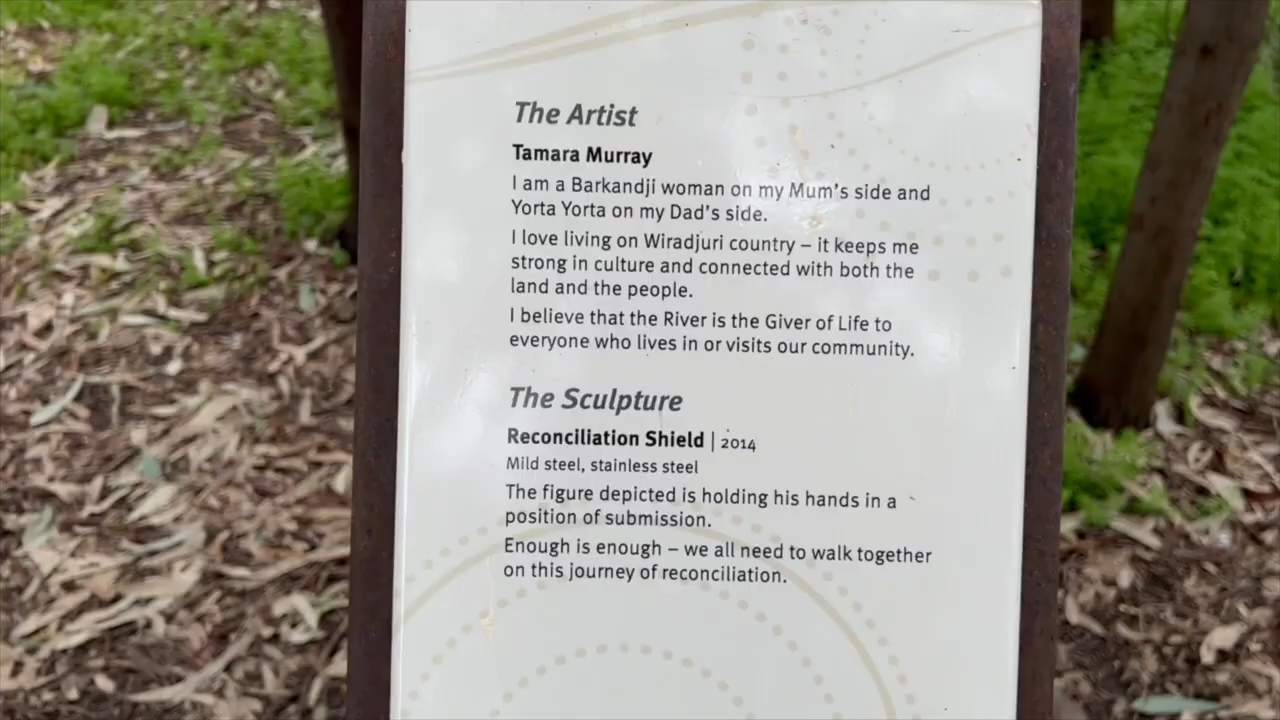 The Artist
Tamara Murray
I am a Barkandji woman on my Mum's side and
Yorta Yorta on my Dad's side.
I love living on Wiradjuri country – it keeps me
strong in culture and connected with both the
land and the people.
I believe that the River is the Giver of Life to
everyone who lives in or visits our community.
The Sculpture
Reconciliation Shield | 2014
Mild steel, stainless steel
The figure depicted is holding his hands in a
position of submission.
Enough is enough – we all need to walk together
on this journey of reconciliation.